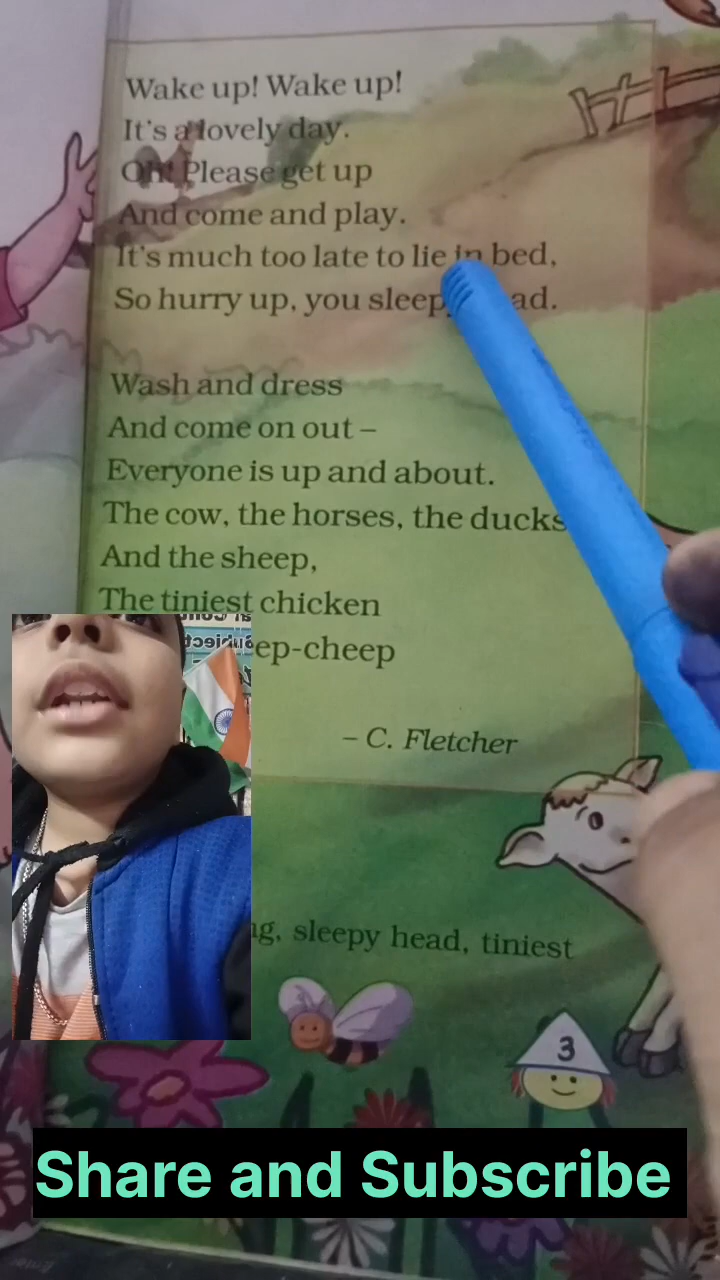 Wake up! Wake up!
It's a lovely day.
Oh! Please get up
And come and play.
It's much too late to lie in bed,
So hurry up, you
Wash and dress
And come on out –
Everyone is up and about.
The cow, the horses, the ducks
And the sheep,
The tiniest chicken
– C. Fletcher
sleepy head, tiniest
3
Share and Subscribe